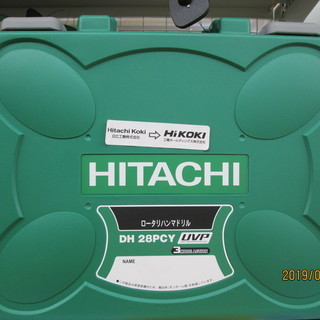 Hitachi Koki → HiKOKI
日立工機株式会社
工機ホールディングス株式会社
HITACHI
ロータリハンマドリル
DH 28PCY UVP
NAME
2019/0